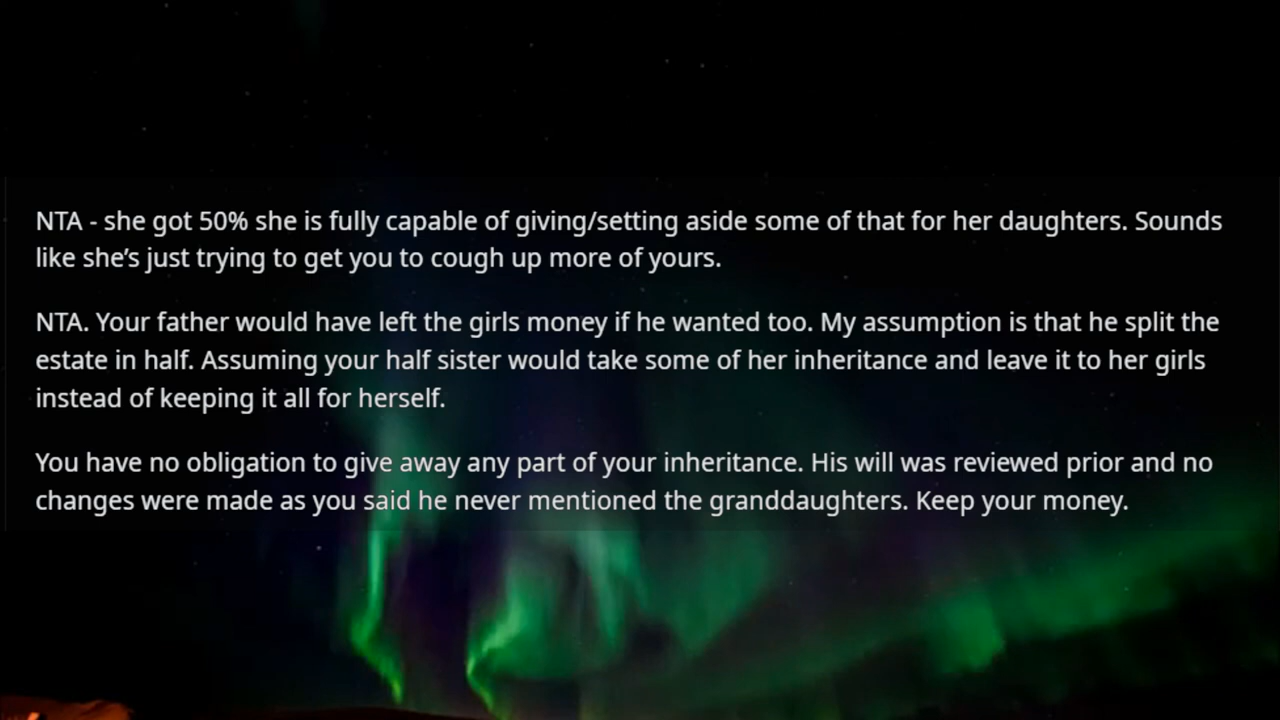 NTA - she got 50% she is fully capable of giving/setting aside some of that for her daughters. Sounds
like she’s just trying to get you to cough up more of yours.
NTA. Your father would have left the girls money if he wanted too. My assumption is that he split the
estate in half. Assuming your half sister would take some of her inheritance and leave it to her girls
instead of keeping it all for herself.
You have no obligation to give away any part of your inheritance. His will was reviewed prior and no
changes were made as you said he never mentioned the granddaughters. Keep your money.